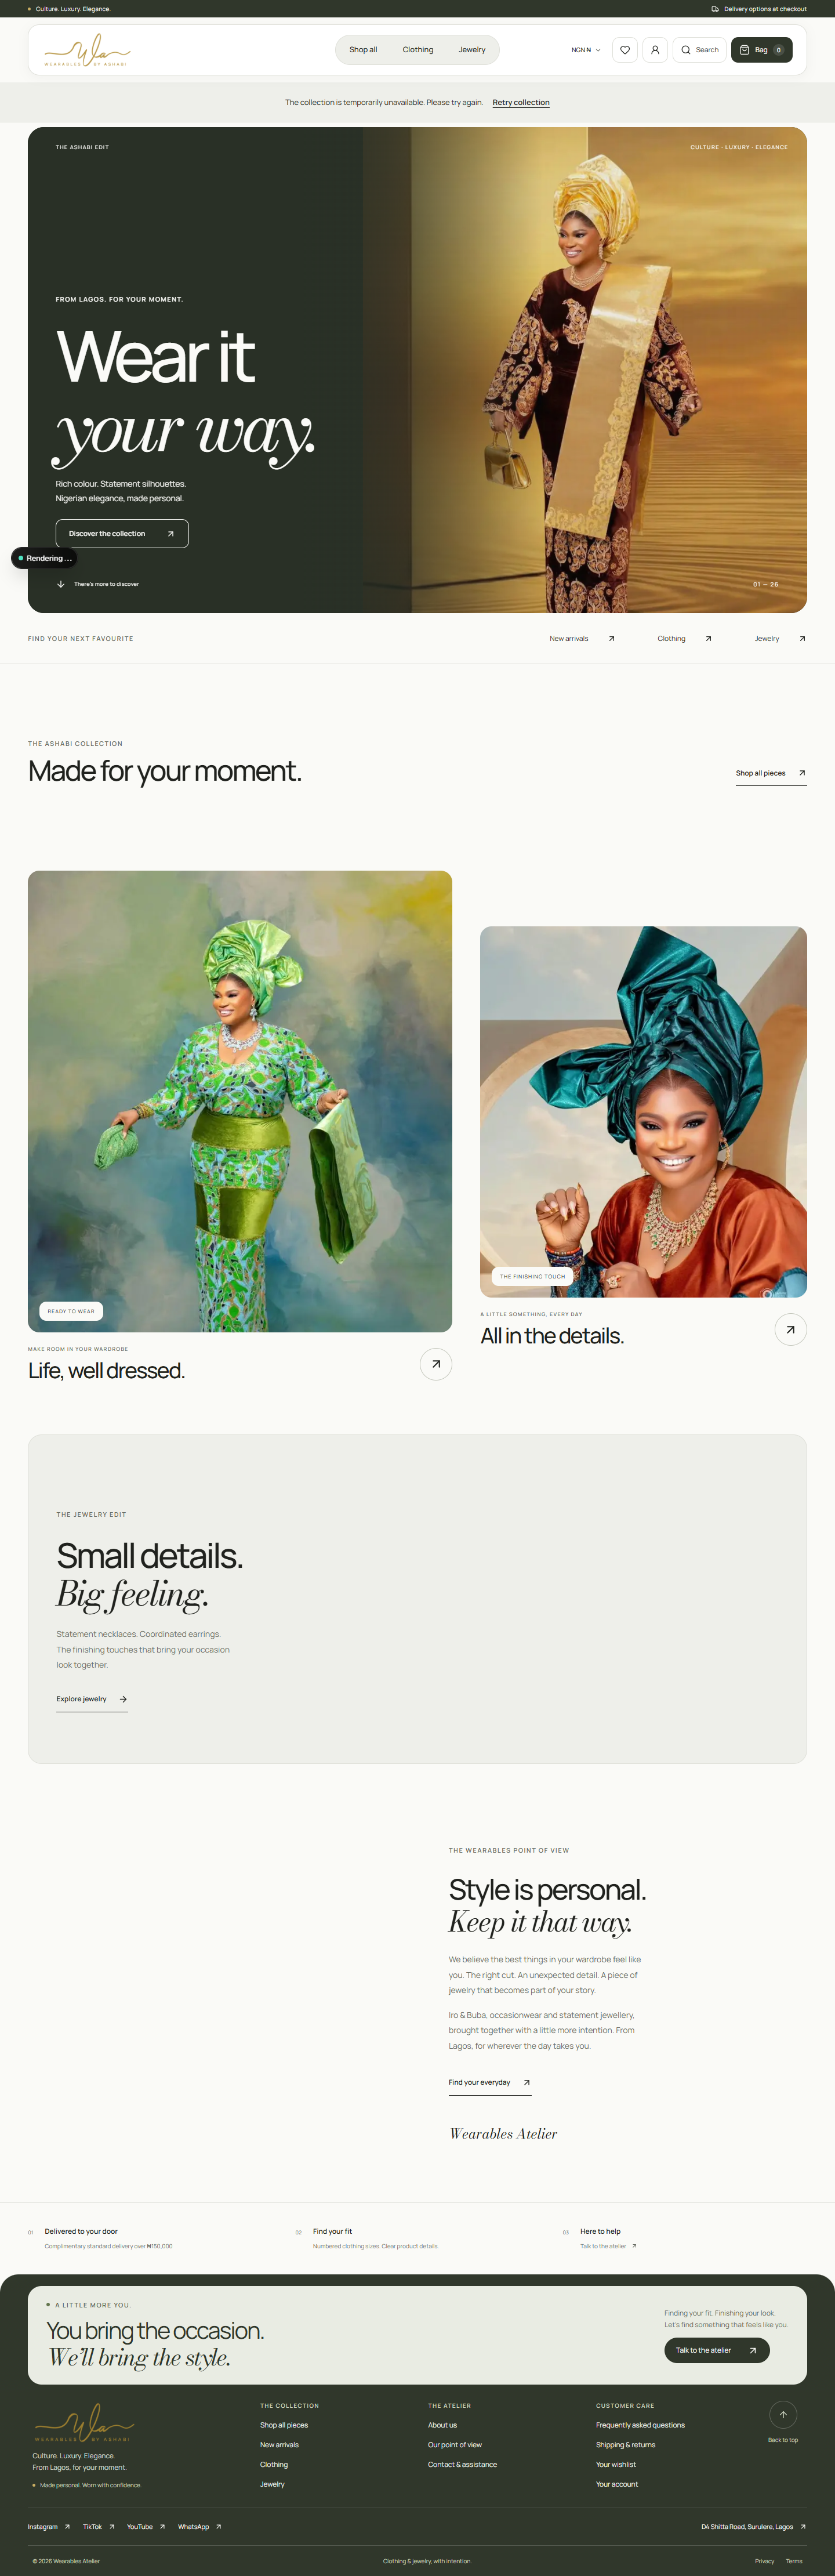 Culture. Luxury. Elegance.
Delivery options at checkout
Wa
WEARABLES BY ASHABI
Shop all
Clothing
Jewelry
NGN ₦
Search
Bag
0
The collection is temporarily unavailable. Please try again. Retry collection
THE ASHABI EDIT
CULTURE · LUXURY · ELEGANCE
FROM LAGOS. FOR YOUR MOMENT.
Wear it
your way.
Rich colour. Statement silhouettes.
Nigerian elegance, made personal.
Discover the collection
Rendering ...
There's more to discover
01 — 26
FIND YOUR NEXT FAVOURITE
New arrivals
Clothing
Jewelry
THE ASHABI COLLECTION
Made for your moment.
Shop all pieces
READY TO WEAR
THE FINISHING TOUCH
MAKE ROOM IN YOUR WARDROBE
Life, well dressed.
A LITTLE SOMETHING, EVERY DAY
All in the details.
THE JEWELRY EDIT
Small details.
Big feeling.
Statement necklaces. Coordinated earrings.
The finishing touches that bring your occasion
look together.
Explore jewelry
THE WEARABLES POINT OF VIEW
Style is personal.
Keep it that way.
We believe the best things in your wardrobe feel like
you. The right cut. An unexpected detail. A piece of
jewelry that becomes part of your story.
Iro & Buba, occasionwear and statement jewellery,
brought together with a little more intention. From
Lagos, for wherever the day takes you.
Find your everyday
Wearables Atelier
01
Delivered to your door
Complimentary standard delivery over ₦150,000
02
Find your fit
Numbered clothing sizes. Clear product details.
03
Here to help
Talk to the atelier
A LITTLE MORE YOU.
You bring the occasion.
We'll bring the style.
Finding your fit. Finishing your look.
Let's find something that feels like you.
Talk to the atelier
Wa
WEARABLES BY ASHABI
Culture. Luxury. Elegance.
From Lagos, for your moment.
Made personal. Worn with confidence.
THE COLLECTION
Shop all pieces
New arrivals
Clothing
Jewelry
THE ATELIER
About us
Our point of view
Contact & assistance
CUSTOMER CARE
Frequently asked questions
Shipping & returns
Your wishlist
Your account
Back to top
Instagram
TikTok
YouTube
WhatsApp
D4 Shitta Road, Surulere, Lagos
© 2026 Wearables Atelier
Clothing & jewelry, with intention.
Privacy
Terms